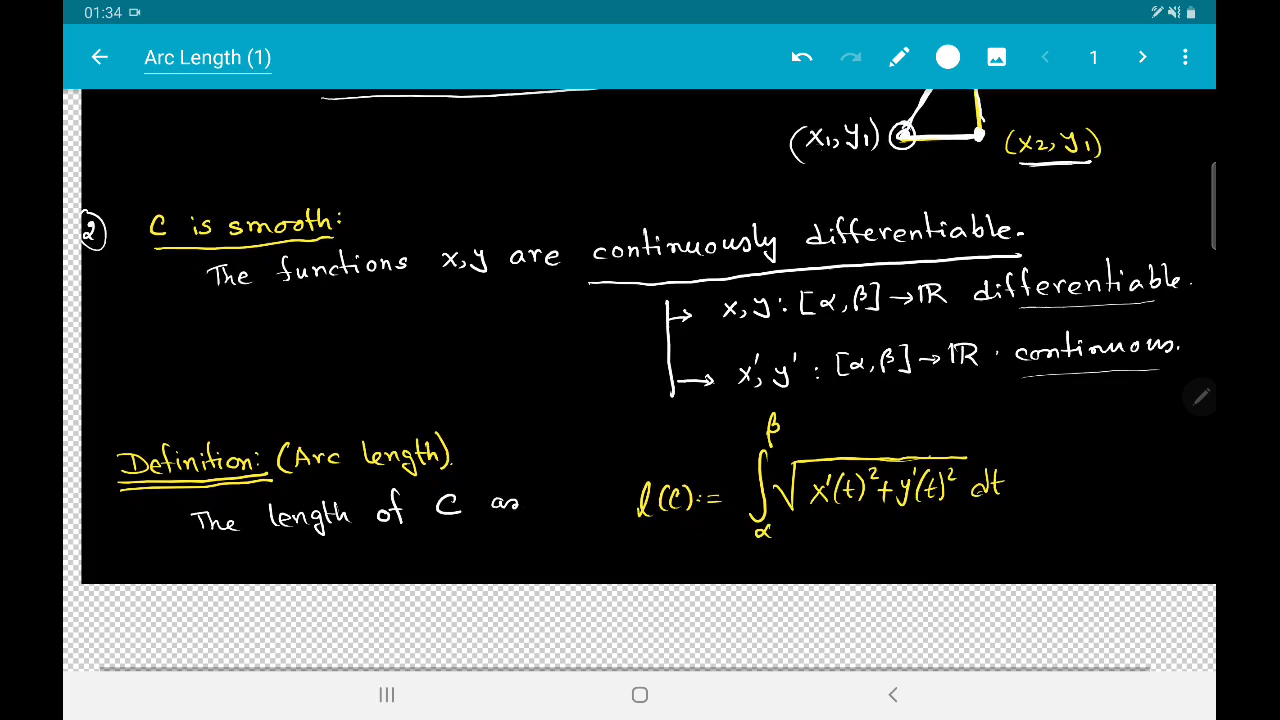 01:34
Arc Length (1)
1
(x₁, y₁)
(x₂, y₁)
② C is smooth:
The functions x, y are continuously differentiable.
x, y : [α, β] → ℝ differentiable.
x', y' : [α, β] → ℝ . continuous.
Definition: (Arc length).
The length of C as ℓ(C) := ∫_α^β √(x'(t)² + y'(t)²) dt